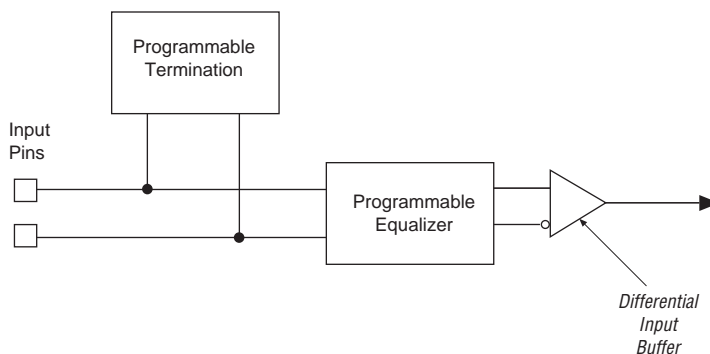 Programmable
Termination
Input
Pins
Programmable
Equalizer
Differential
Input
Buffer